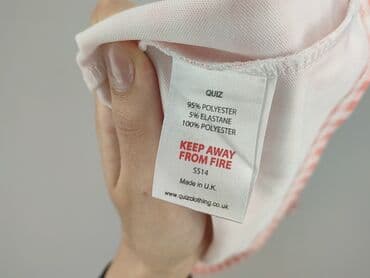 QUIZ
95% POLYESTER
5% ELASTANE
100% POLYESTER
KEEP AWAY
FROM FIRE
SS14
Made in U.K.
www.quizclothing.co.uk